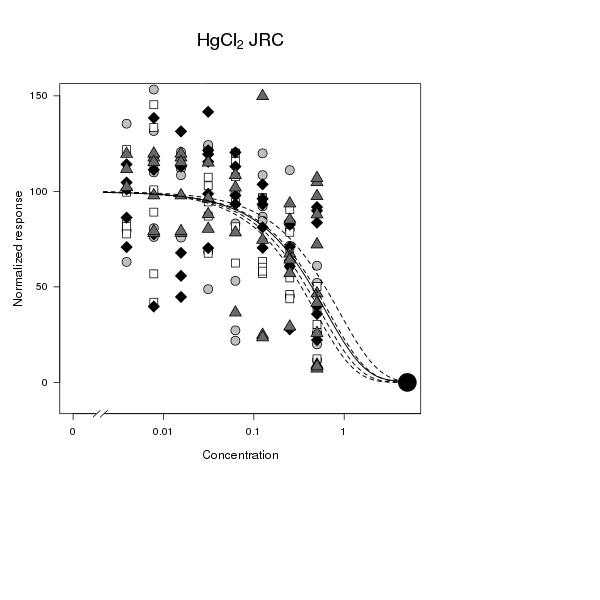 HgCl₂ JRC
150
100
50
0
Normalized response
0 0.01 0.1 1
Concentration